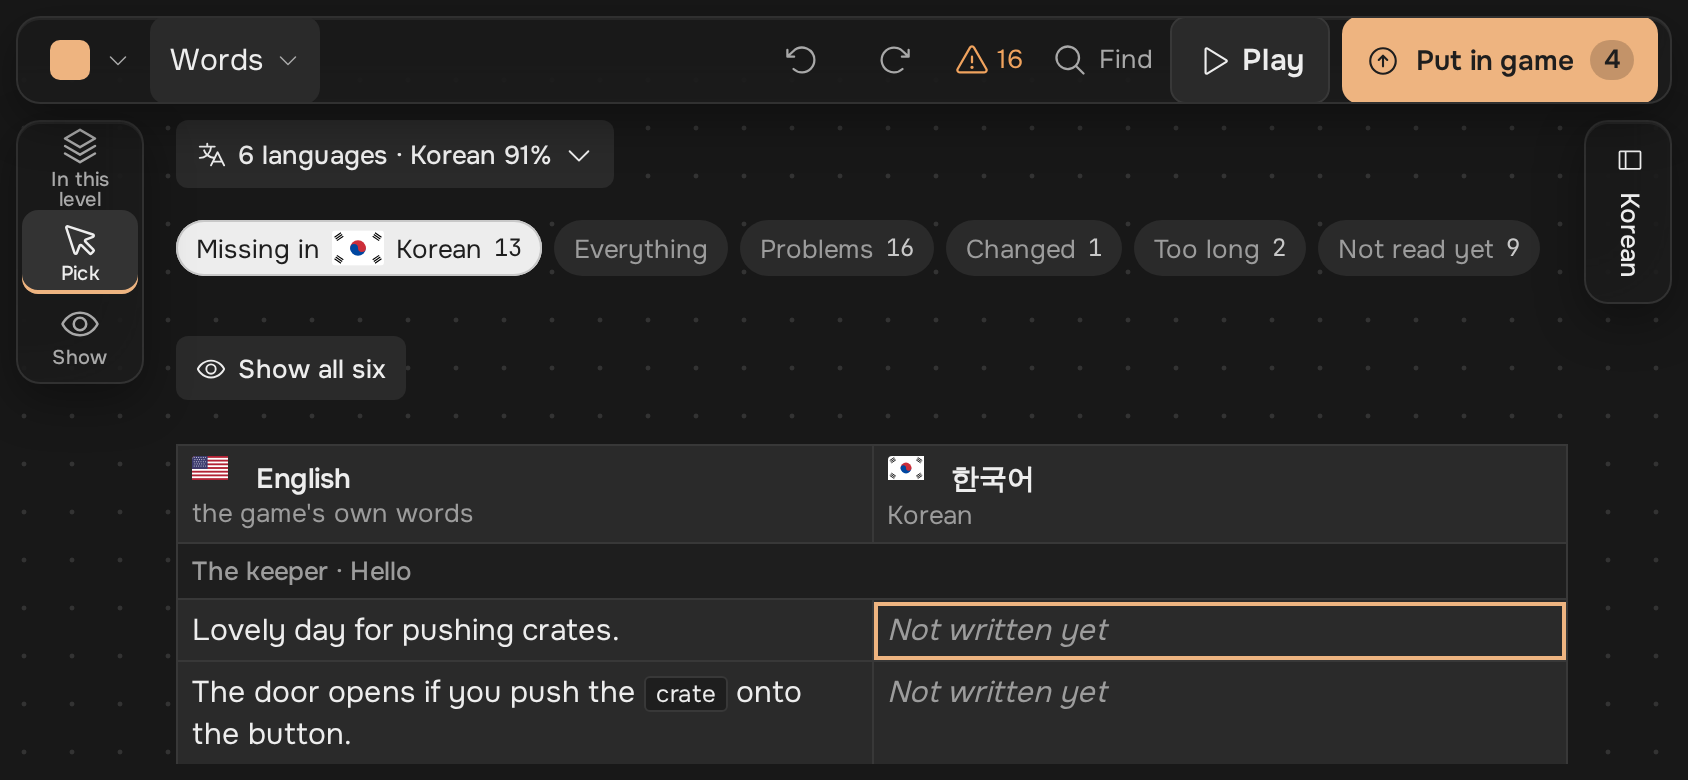 Words
16
Find
Play
Put in game 4
In this
level
Pick
Show
6 languages · Korean 91%
Missing in Korean 13
Everything
Problems 16
Changed 1
Too long 2
Not read yet 9
Korean
Show all six
English
the game's own words
한국어
Korean
The keeper · Hello
Lovely day for pushing crates.
Not written yet
The door opens if you push the crate onto
the button.
Not written yet